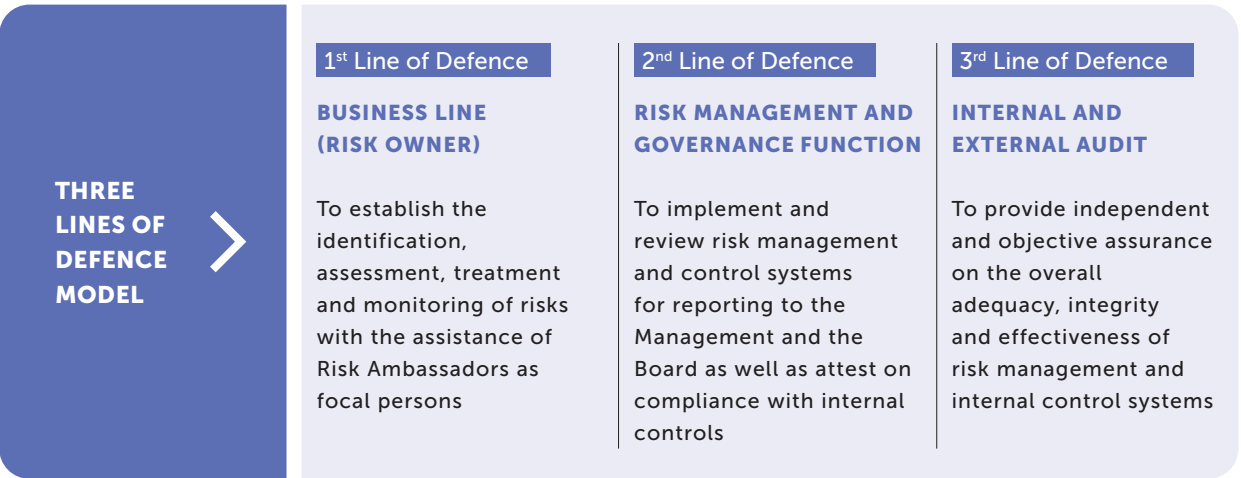 THREE
LINES OF
DEFENCE
MODEL
1st Line of Defence
BUSINESS LINE
(RISK OWNER)
To establish the
identification,
assessment, treatment
and monitoring of risks
with the assistance of
Risk Ambassadors as
focal persons
2nd Line of Defence
RISK MANAGEMENT AND
GOVERNANCE FUNCTION
To implement and
review risk management
and control systems
for reporting to the
Management and the
Board as well as attest on
compliance with internal
controls
3rd Line of Defence
INTERNAL AND
EXTERNAL AUDIT
To provide independent
and objective assurance
on the overall
adequacy, integrity
and effectiveness of
risk management and
internal control systems